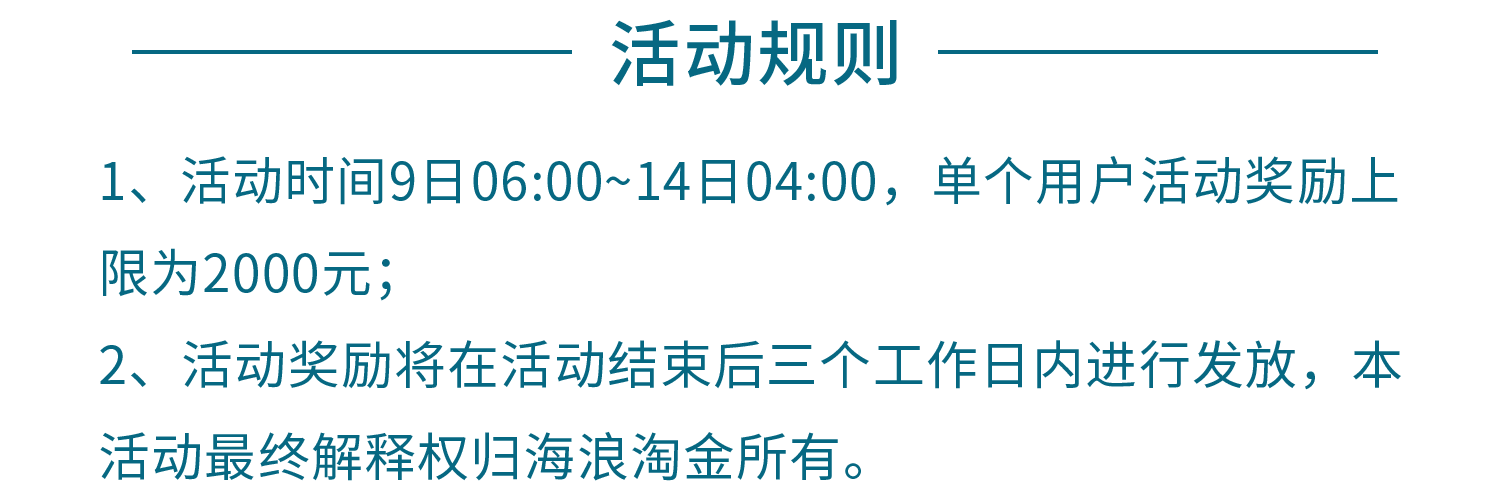 活动规则
1、活动时间9日06:00~14日04:00，单个用户活动奖励上
限为2000元；
2、活动奖励将在活动结束后三个工作日内进行发放，本
活动最终解释权归海浪淘金所有。